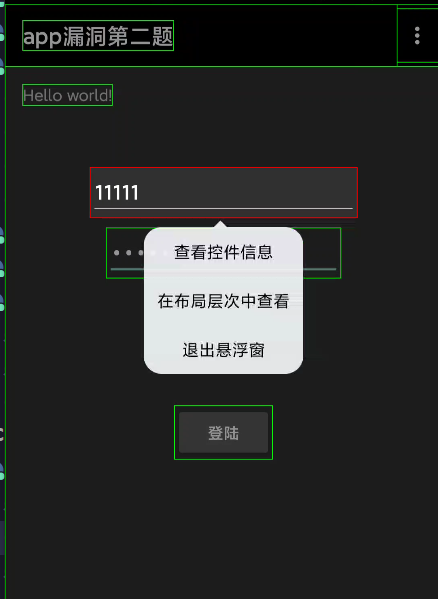 app漏洞第二题
Hello world!
11111
查看控件信息
在布局层次中查看
退出悬浮窗
登陆